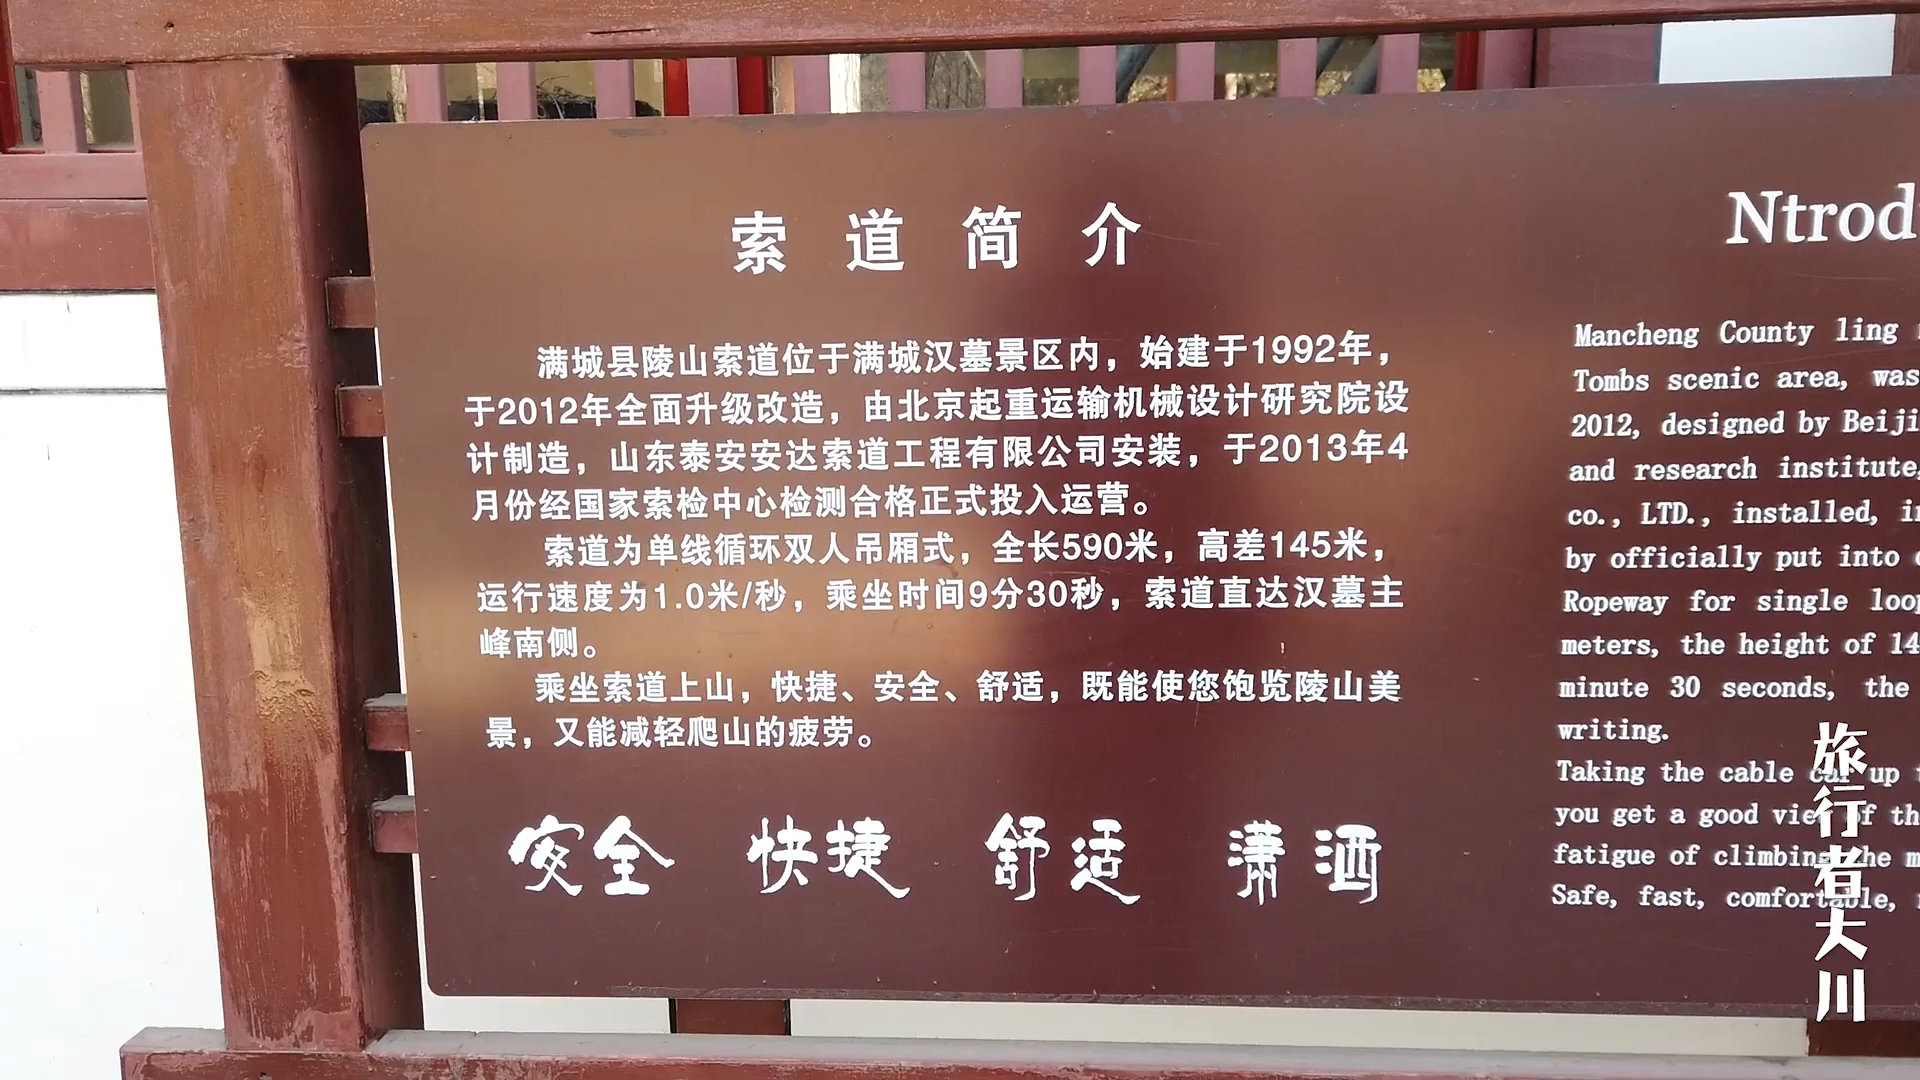 索道简介
满城县陵山索道位于满城汉墓景区内，始建于1992年，
于2012年全面升级改造，由北京起重运输机械设计研究院设
计制造，山东泰安安达索道工程有限公司安装，于2013年4
月份经国家索检中心检测合格正式投入运营。
索道为单线循环双人吊厢式，全长590米，高差145米，
运行速度为1.0米/秒，乘坐时间9分30秒，索道直达汉墓主
峰南侧。
乘坐索道上山，快捷、安全、舒适，既能使您饱览陵山美
景，又能减轻爬山的疲劳。
安全 快捷 舒适 潇洒
Ntrod
Mancheng County ling
Tombs scenic area, was
2012, designed by Beiji
and research institute,
co., LTD., installed, i
by officially put into
Ropeway for single loop
meters, the height of 14
minute 30 seconds, the
writing.
Taking the cable car up
you get a good view of th
fatigue of climbing the m
Safe, fast, comfortable,
旅行者大川